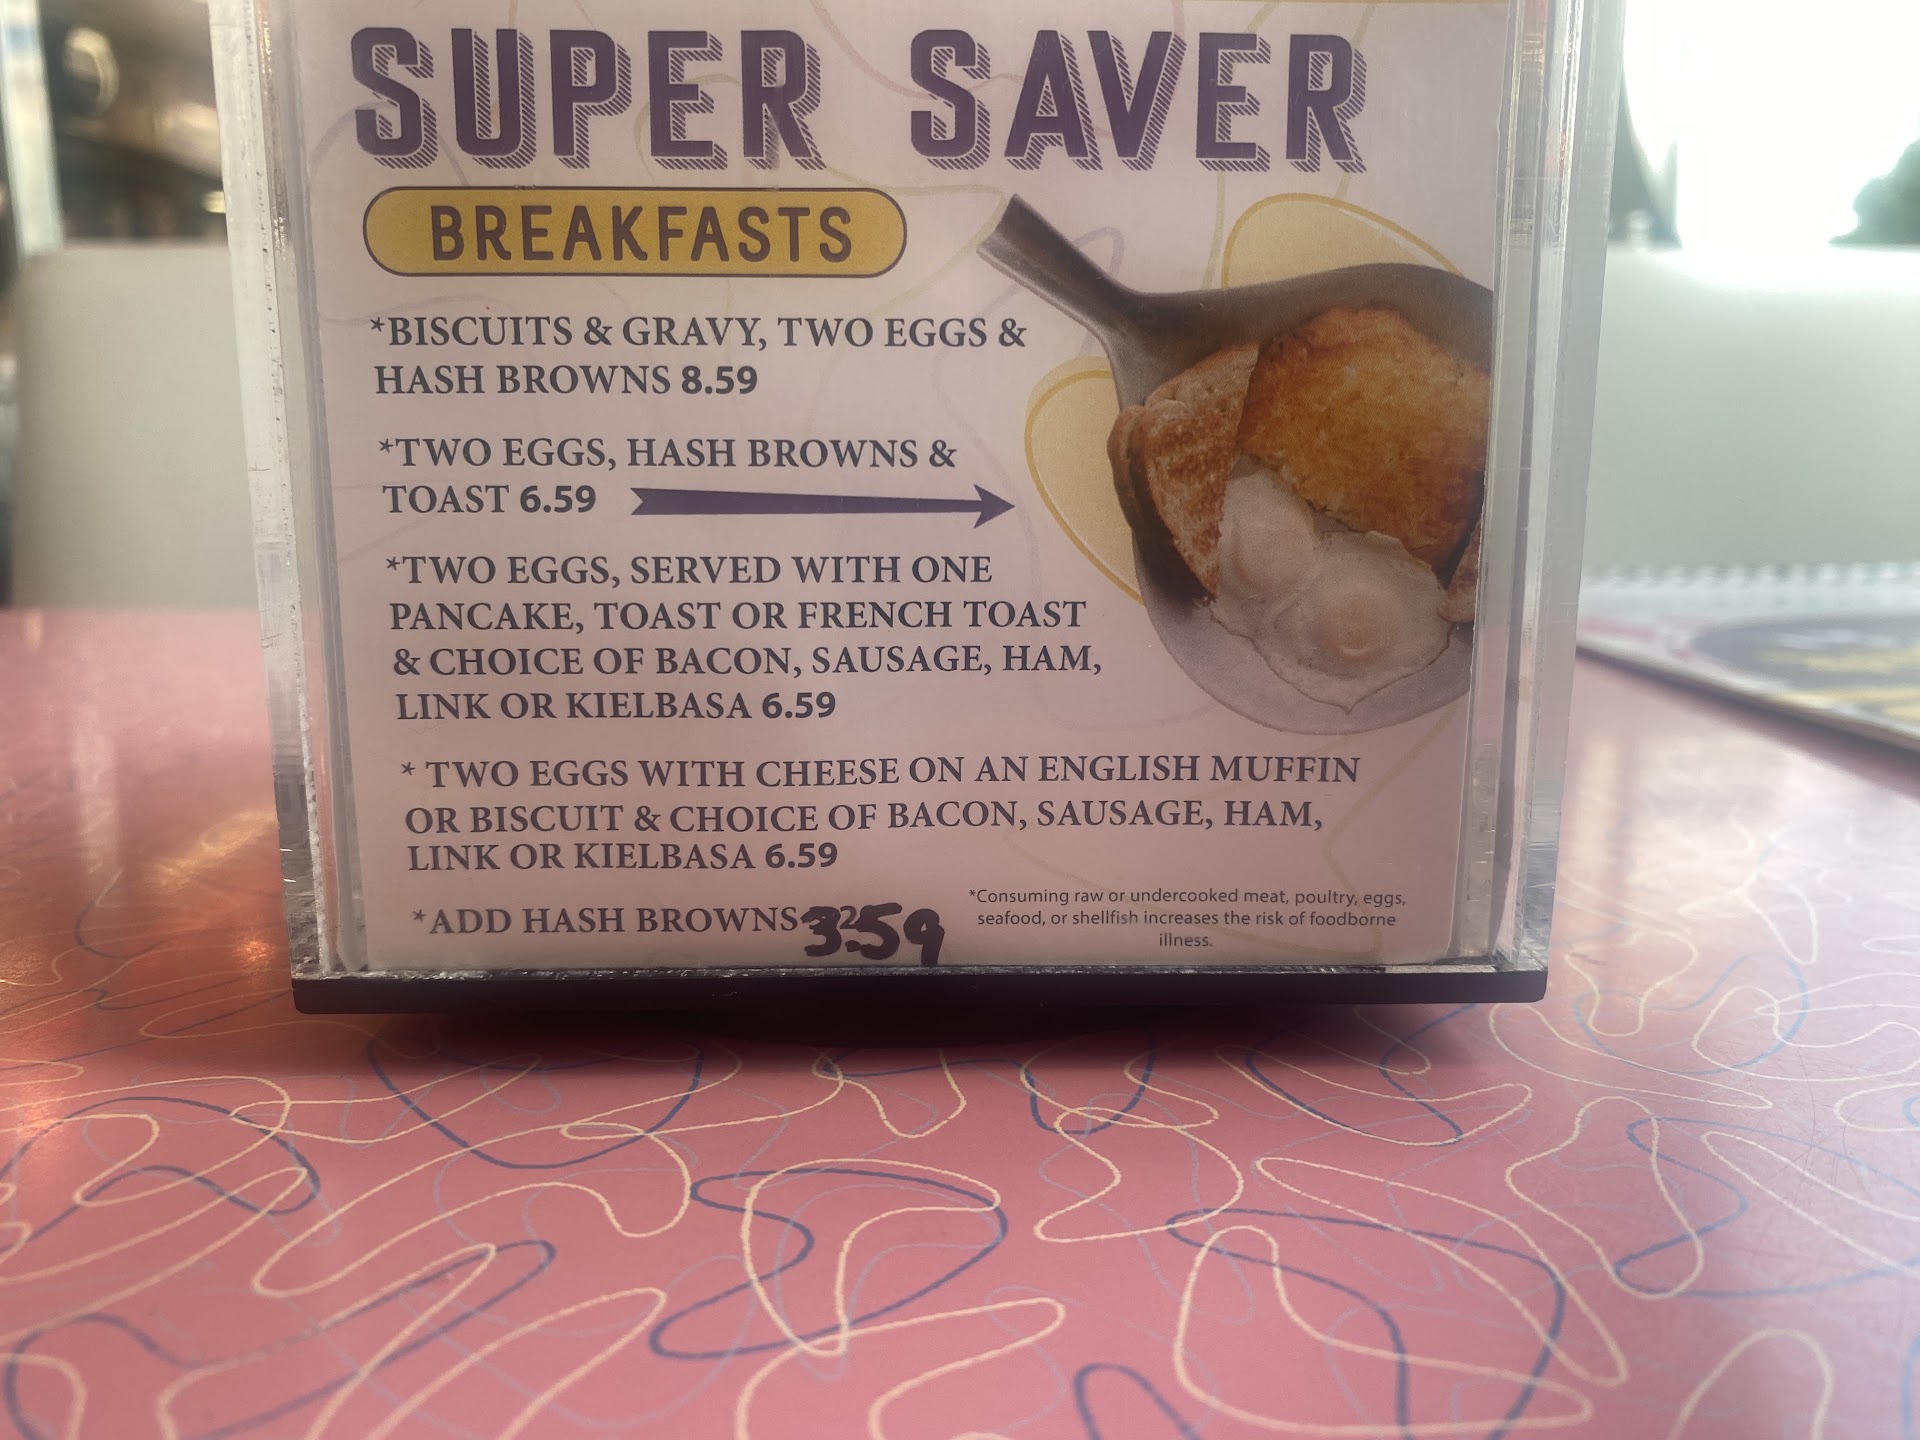 SUPER SAVER
BREAKFASTS
*BISCUITS & GRAVY, TWO EGGS &
HASH BROWNS 8.59
*TWO EGGS, HASH BROWNS &
TOAST 6.59
*TWO EGGS, SERVED WITH ONE
PANCAKE, TOAST OR FRENCH TOAST
& CHOICE OF BACON, SAUSAGE, HAM,
LINK OR KIELBASA 6.59
* TWO EGGS WITH CHEESE ON AN ENGLISH MUFFIN
OR BISCUIT & CHOICE OF BACON, SAUSAGE, HAM,
LINK OR KIELBASA 6.59
*ADD HASH BROWNS 3.59
*Consuming raw or undercooked meat, poultry, eggs,
seafood, or shellfish increases the risk of foodborne
illness.